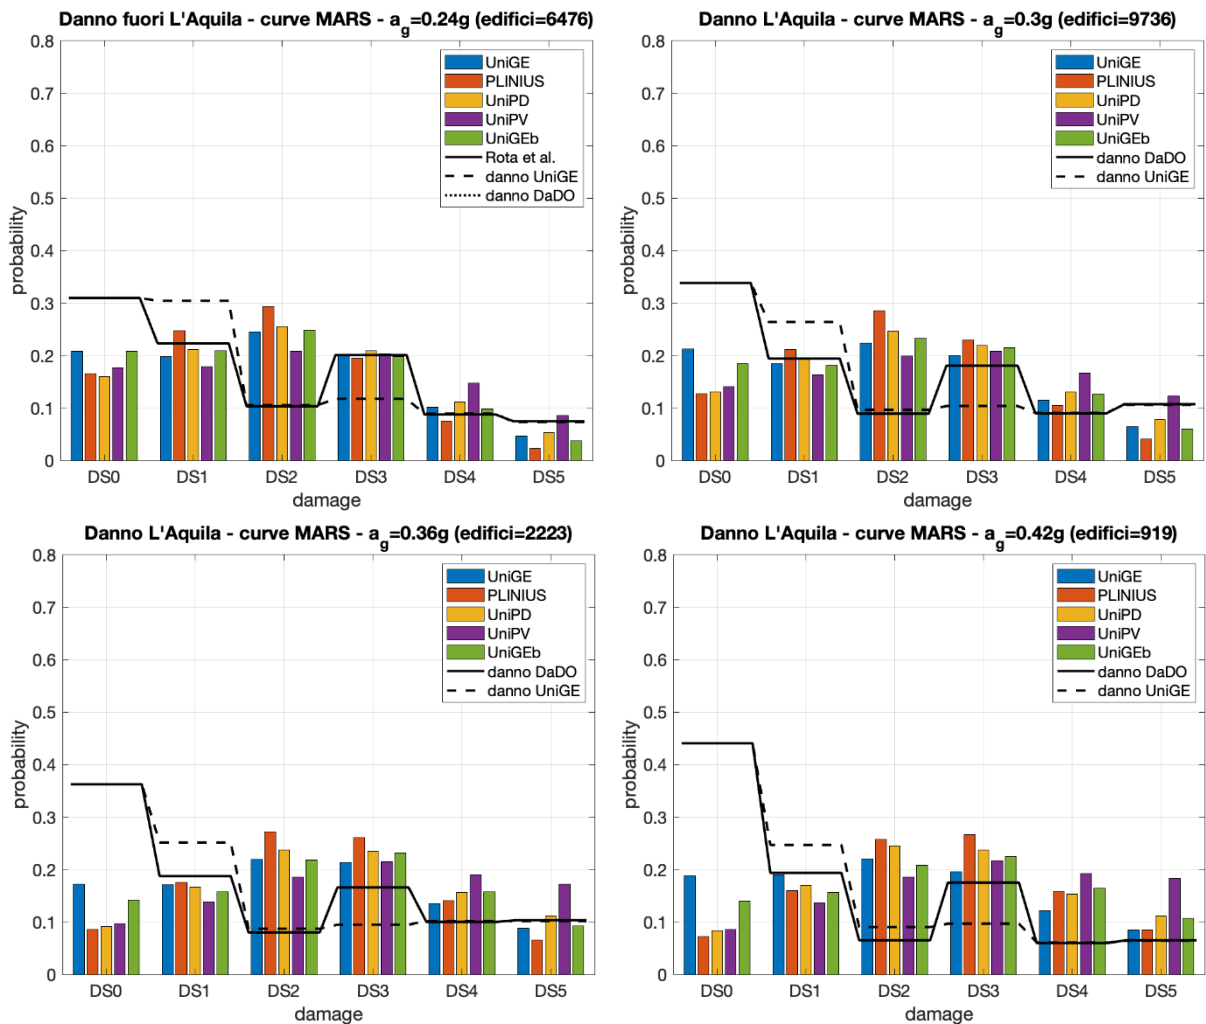 Danno fuori L'Aquila - curve MARS - a_g=0.24g (edifici=6476)
0.8
0.7
0.6
0.5
0.4
0.3
0.2
0.1
0
probability
UniGE
PLINIUS
UniPD
UniPV
UniGEb
Rota et al.
danno UniGE
danno DaDO
DS0 DS1 DS2 DS3 DS4 DS5
damage
Danno L'Aquila - curve MARS - a_g=0.3g (edifici=9736)
0.8
0.7
0.6
0.5
0.4
0.3
0.2
0.1
0
probability
UniGE
PLINIUS
UniPD
UniPV
UniGEb
danno DaDO
danno UniGE
DS0 DS1 DS2 DS3 DS4 DS5
damage
Danno L'Aquila - curve MARS - a_g=0.36g (edifici=2223)
0.8
0.7
0.6
0.5
0.4
0.3
0.2
0.1
0
probability
UniGE
PLINIUS
UniPD
UniPV
UniGEb
danno DaDO
danno UniGE
DS0 DS1 DS2 DS3 DS4 DS5
damage
Danno L'Aquila - curve MARS - a_g=0.42g (edifici=919)
0.8
0.7
0.6
0.5
0.4
0.3
0.2
0.1
0
probability
UniGE
PLINIUS
UniPD
UniPV
UniGEb
danno DaDO
danno UniGE
DS0 DS1 DS2 DS3 DS4 DS5
damage